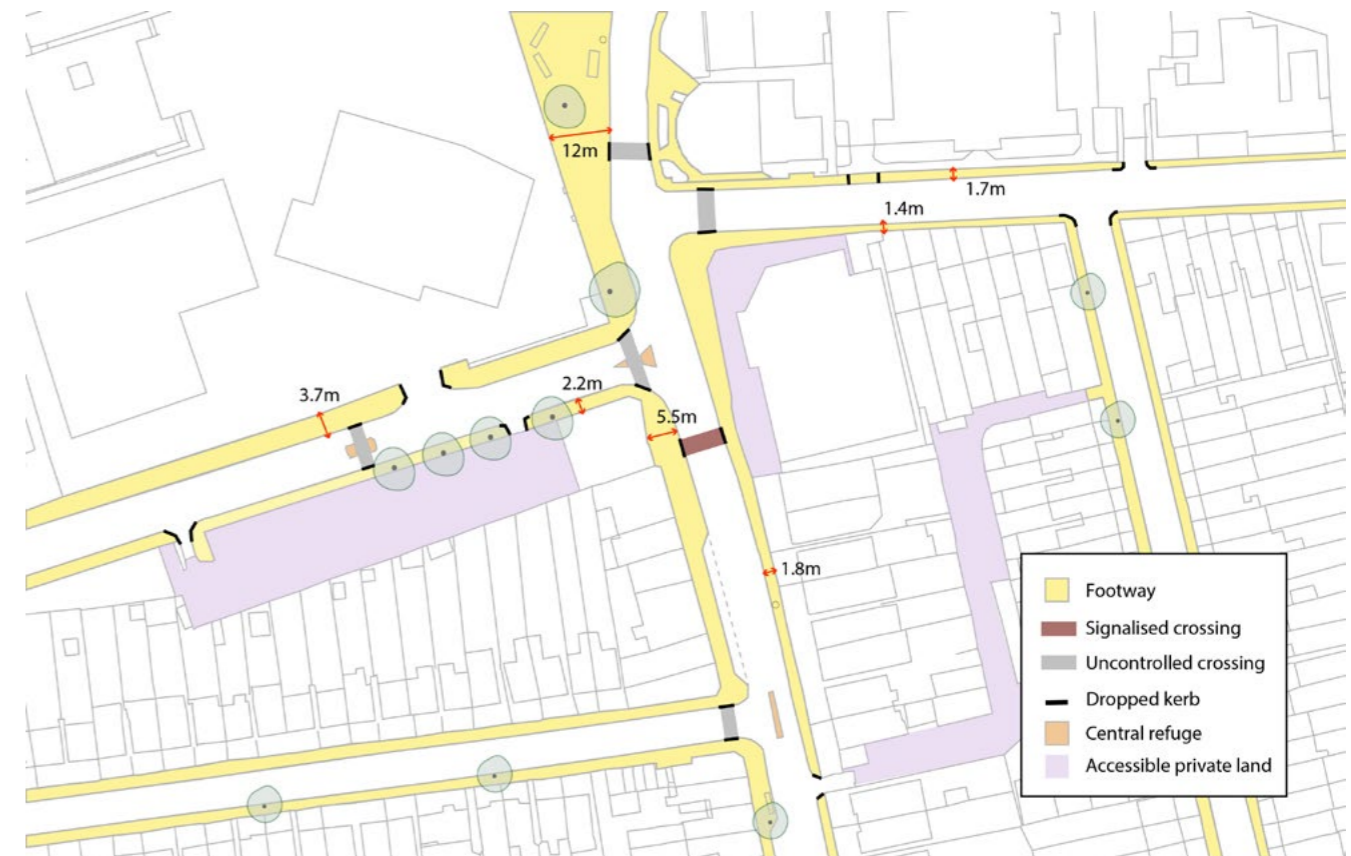 12m
1.7m
1.4m
3.7m
2.2m
5.5m
1.8m
Footway
Signalised crossing
Uncontrolled crossing
Dropped kerb
Central refuge
Accessible private land